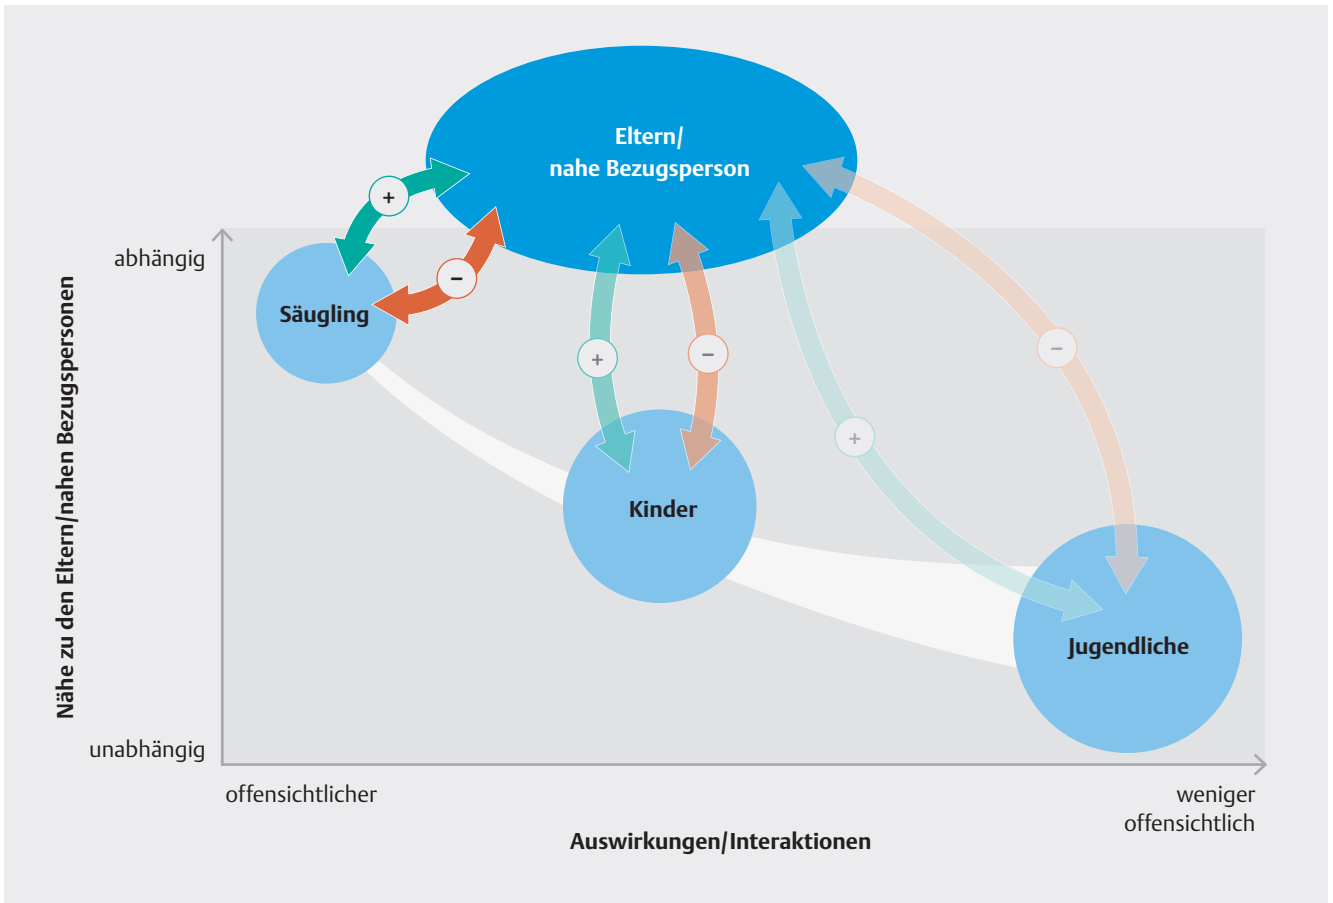 Eltern/
nahe Bezugsperson
+
−
abhängig
Säugling
+
−
−
+
Kinder
Jugendliche
unabhängig
Nähe zu den Eltern/nahen Bezugspersonen
offensichtlicher
weniger
offensichtlich
Auswirkungen/Interaktionen